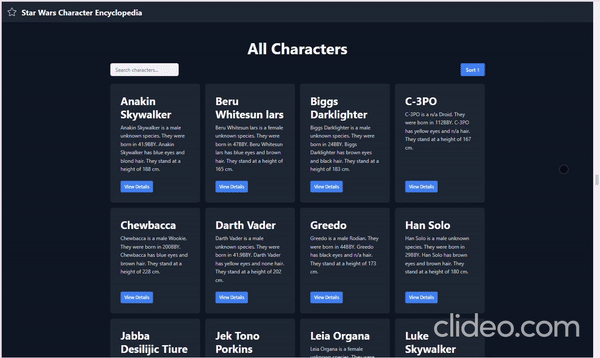 Star Wars Character Encyclopedia
All Characters
Search characters...
Sort ↑
Anakin
Skywalker
Anakin Skywalker is a male
unknown species. They were
born in 41.9BBY. Anakin
Skywalker has blue eyes and
blond hair. They stand at a
height of 188 cm.
View Details
Beru
Whitesun lars
Beru Whitesun lars is a female
unknown species. They were
born in 47BBY. Beru Whitesun
lars has blue eyes and brown
hair. They stand at a height of
165 cm.
View Details
Biggs
Darklighter
Biggs Darklighter is a male
unknown species. They were
born in 24BBY. Biggs
Darklighter has brown eyes
and black hair. They stand at a
height of 183 cm.
View Details
C-3PO
C-3PO is a n/a Droid. They
were born in 112BBY. C-3PO
has yellow eyes and n/a hair.
They stand at a height of 167
cm.
View Details
Chewbacca
Chewbacca is a male Wookie.
They were born in 200BBY.
Chewbacca has blue eyes and
brown hair. They stand at a
height of 228 cm.
View Details
Darth Vader
Darth Vader is a male
unknown species. They were
born in 41.9BBY. Darth Vader
has yellow eyes and none hair.
They stand at a height of 202
cm.
View Details
Greedo
Greedo is a male Rodian. They
were born in 44BBY. Greedo
has black eyes and n/a hair.
They stand at a height of 173
cm.
View Details
Han Solo
Han Solo is a male unknown
species. They were born in
29BBY. Han Solo has brown
eyes and brown hair. They
stand at a height of 180 cm.
View Details
Jabba
Desilijic Tiure
Jek Tono
Porkins
Leia Organa
Leia Organa is a female
Luke
Skywalker
clideo.com